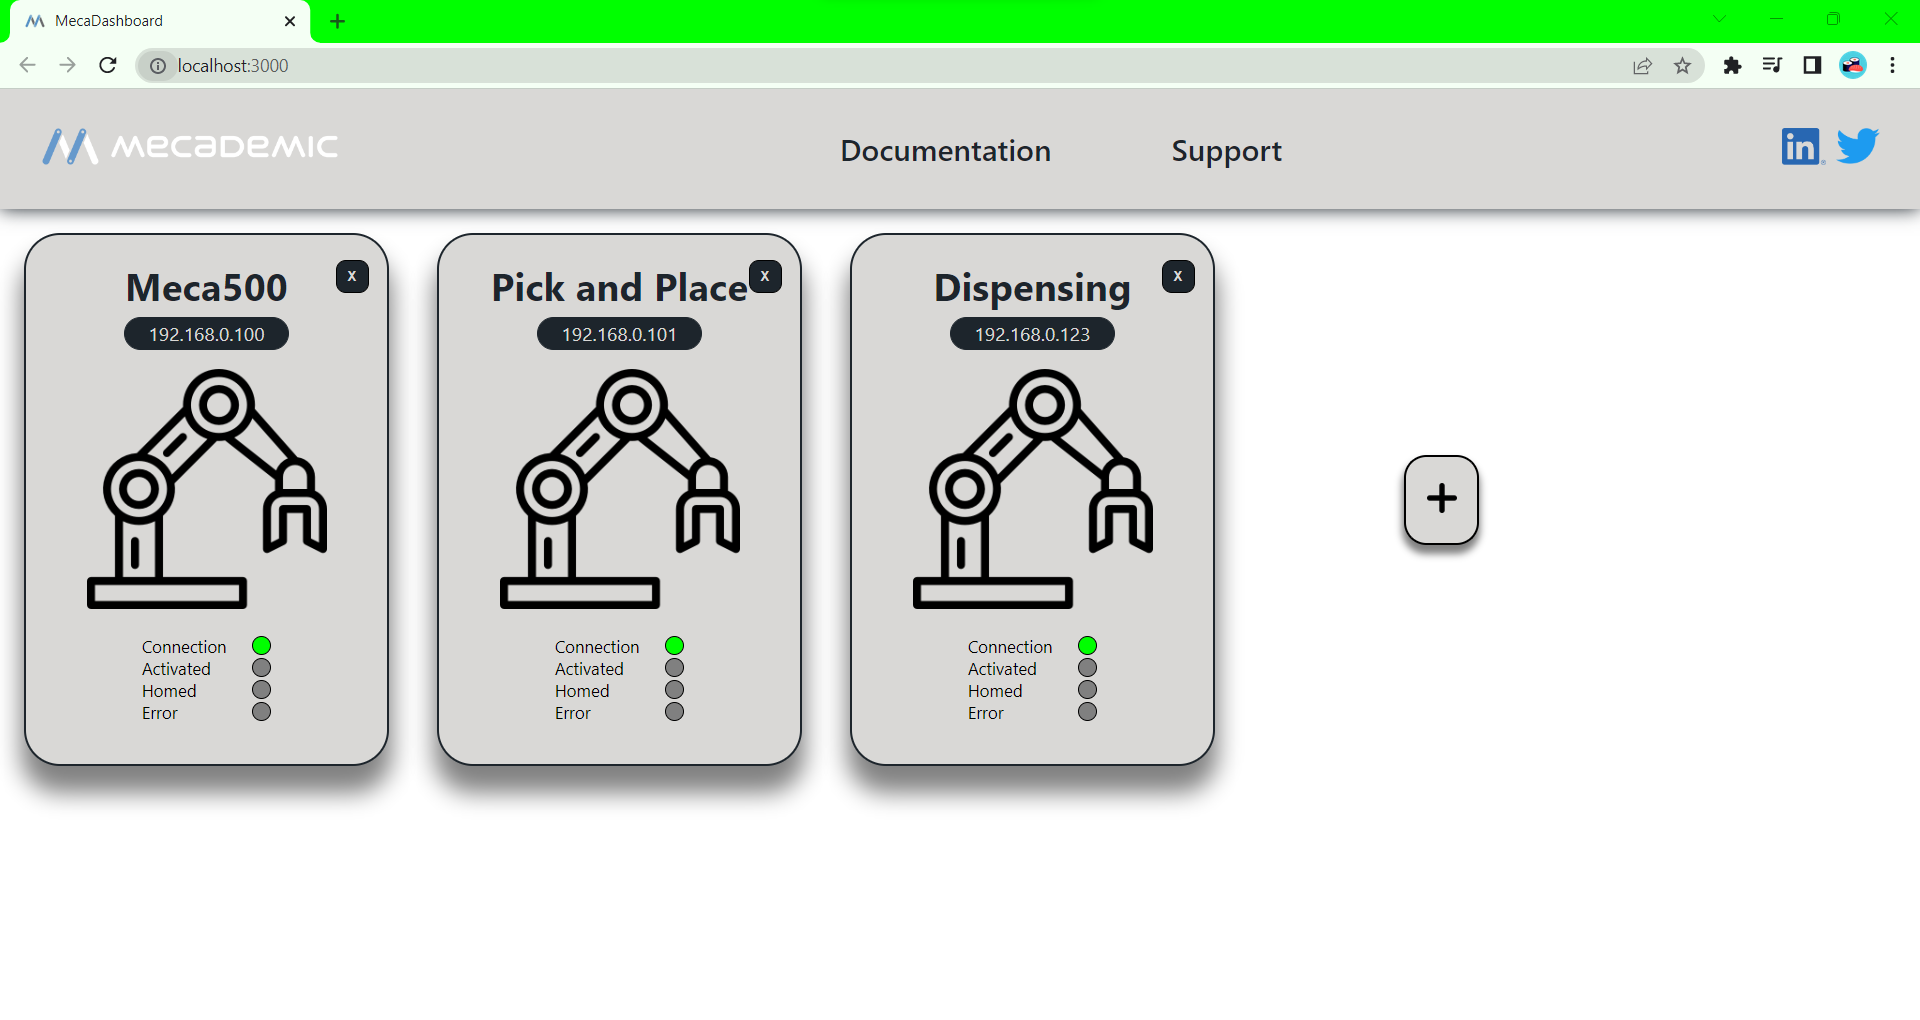 MecaDashboard
localhost:3000
MECADEMIC
Documentation Support
in
Meca500 X
192.168.0.100
Connection
Activated
Homed
Error
Pick and Place X
192.168.0.101
Connection
Activated
Homed
Error
Dispensing X
192.168.0.123
Connection
Activated
Homed
Error
+